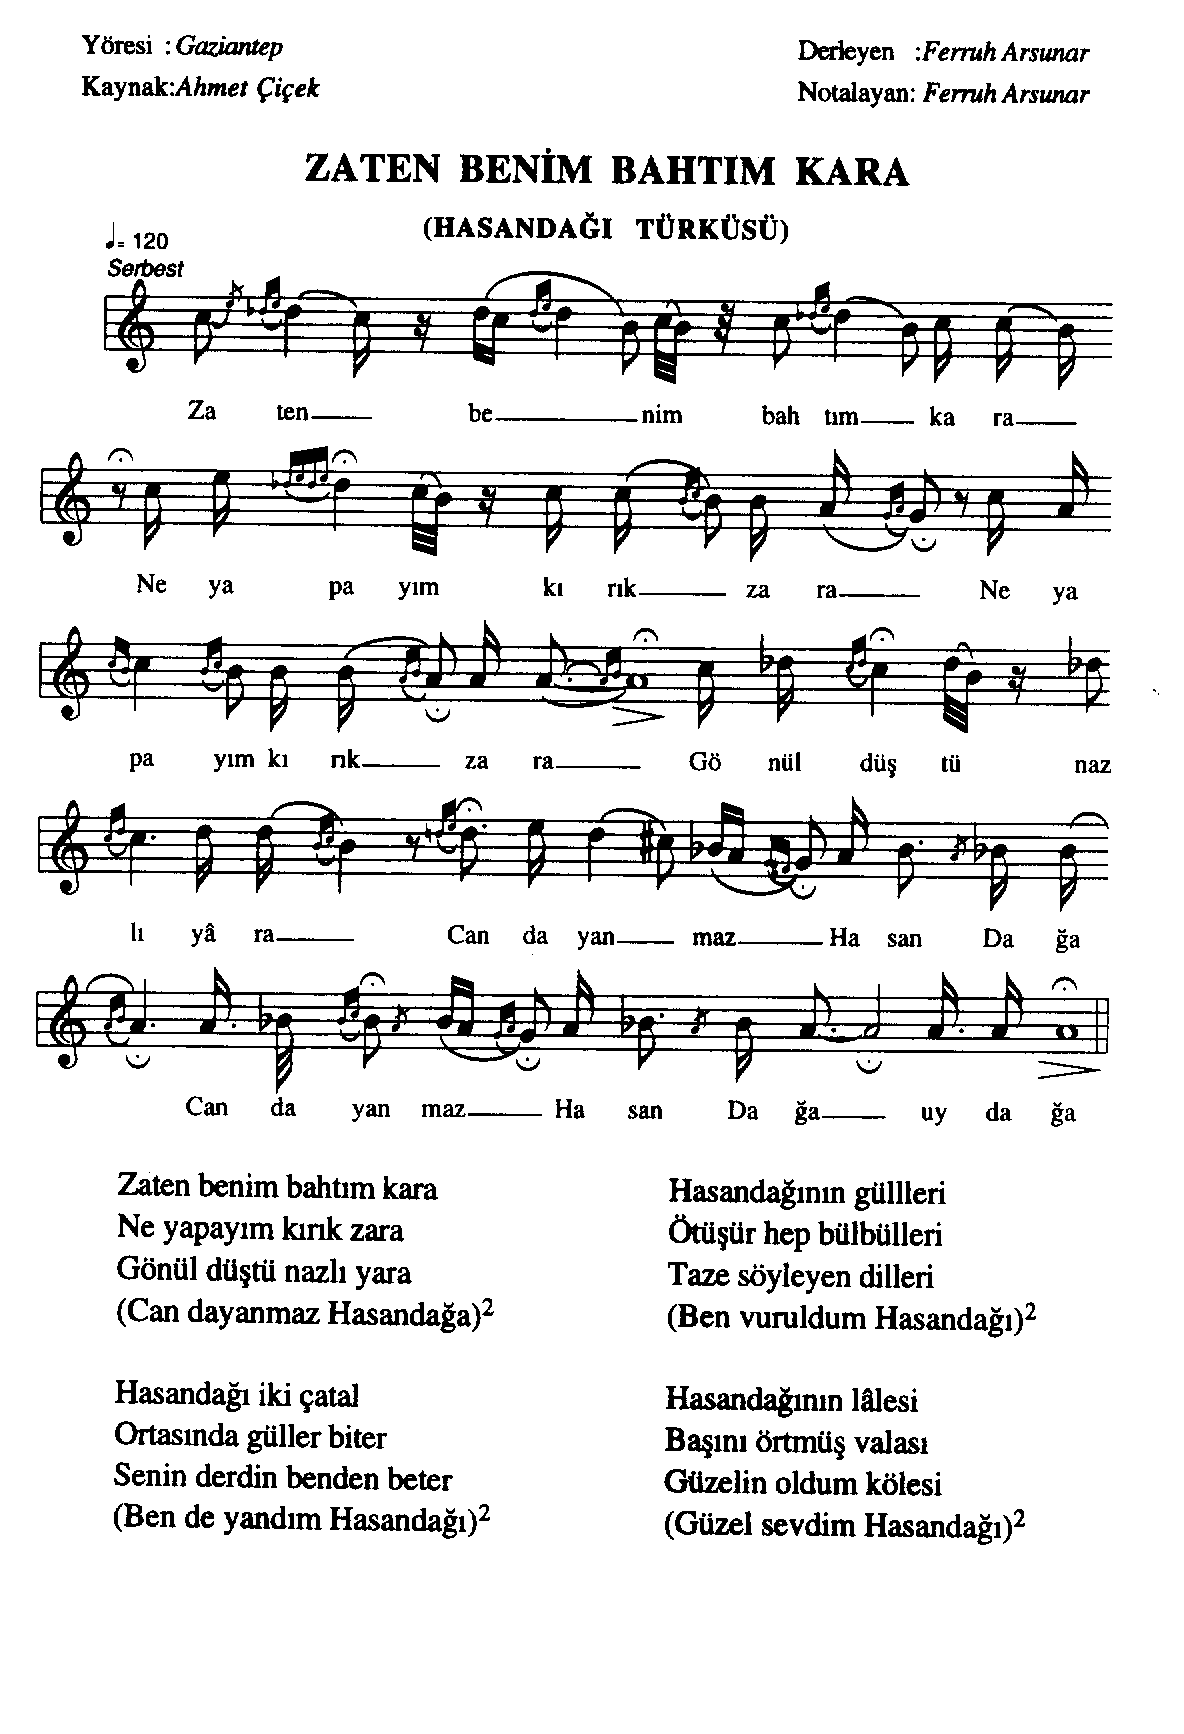 Yöresi : Gaziantep
Kaynak:Ahmet Çiçek
Derleyen :Ferruh Arsunar
Notalayan: Ferruh Arsunar
ZATEN BENİM BAHTIM KARA
(HASANDAĞI TÜRKÜSÜ)
♩= 120
Serbest
Za ten be nim bah tım ka ra
Ne ya pa yım kı rık za ra Ne ya
pa yım kı rık za ra Gö nül düş tü naz
lı yâ ra Can da yan maz Ha san Da ğa
Can da yan maz Ha san Da ğa uy da ğa
Zaten benim bahtım kara
Ne yapayım kırık zara
Gönül düştü nazlı yara
(Can dayanmaz Hasandağa)2
Hasandağı iki çatal
Ortasında güller biter
Senin derdin benden beter
(Ben de yandım Hasandağı)2
Hasandağının güllleri
Ötüşür hep bülbülleri
Taze söyleyen dilleri
(Ben vuruldum Hasandağı)2
Hasandağının lâlesi
Başını örtmüş valası
Güzelin oldum kölesi
(Güzel sevdim Hasandağı)2